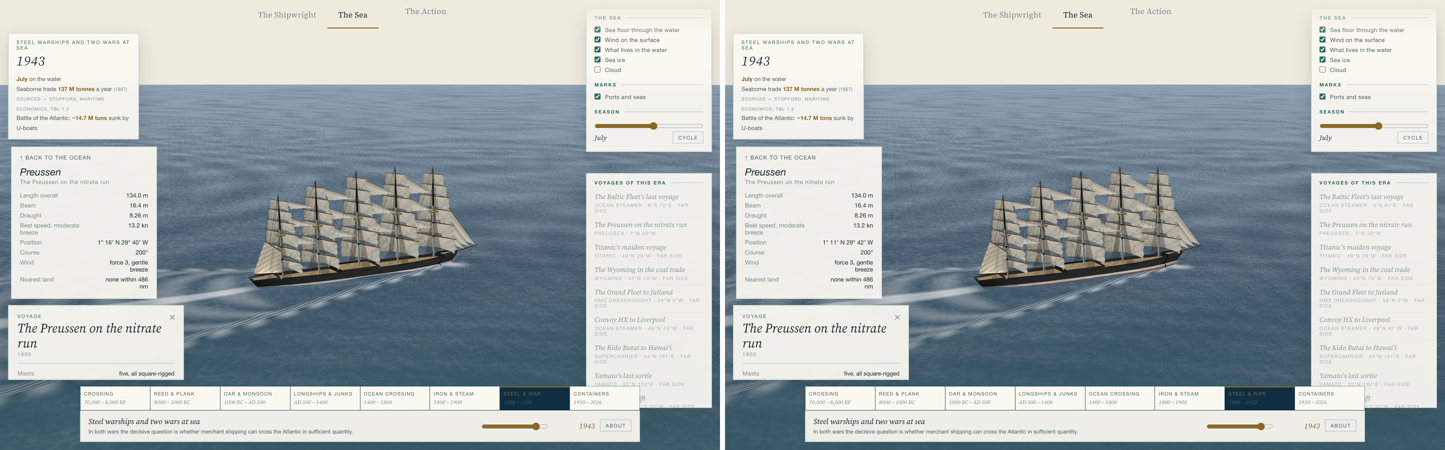 The Shipwright
The Sea
The Action
STEEL WARSHIPS AND TWO WARS AT
SEA
1943
July on the water
Seaborne trade 137 M tonnes a year (1887)
SOURCED — STOPFORD, MARITIME
ECONOMICS, TBL 1.2
Battle of the Atlantic: ~14.7 M tons sunk by
U-boats
↑ BACK TO THE OCEAN
Preussen
The Preussen on the nitrate run
Length overall 134.0 m
Beam 16.4 m
Draught 8.26 m
Best speed, moderate 13.2 kn
breeze
Position 1° 16' N 29° 40' W
Course 200°
Wind force 3, gentle
breeze
Nearest land none within 486
nm
VOYAGE
×
The Preussen on the nitrate
run
1905
Masts five, all square-rigged
THE SEA
Sea floor through the water
Wind on the surface
What lives in the water
Sea ice
Cloud
MARKS
Ports and seas
SEASON
July
CYCLE
VOYAGES OF THIS ERA
The Baltic Fleet's last voyage
SIDE
The Preussen on the nitrate run
PREUSSEN · 1°N 30°W
Titanic's maiden voyage
The Wyoming in the coal trade
The Grand Fleet to Jutland
SIDE
Convoy HX to Liverpool
SIDE
The Kido Butai to Hawai'i
SIDE
Yamato's last sortie
CROSSING
70,000 – 8,000 BP
REED & PLANK
8000 – 1000 BC
OAR & MONSOON
1000 BC – AD 500
LONGSHIPS & JUNKS
AD 500 – 1400
OCEAN CROSSING
1400 – 1800
IRON & STEAM
1800 – 1900
STEEL & WAR
1900 – 1950
CONTAINERS
1950 – 2026
Steel warships and two wars at sea
In both wars the decisive question is whether merchant shipping can cross the Atlantic in sufficient quantity.
1943
ABOUT
The Shipwright
The Sea
The Action
STEEL WARSHIPS AND TWO WARS AT
SEA
1943
July on the water
Seaborne trade 137 M tonnes a year (1887)
SOURCED — STOPFORD, MARITIME
ECONOMICS, TBL 1.2
Battle of the Atlantic: ~14.7 M tons sunk by
U-boats
↑ BACK TO THE OCEAN
Preussen
The Preussen on the nitrate run
Length overall 134.0 m
Beam 16.4 m
Draught 8.26 m
Best speed, moderate 13.2 kn
breeze
Position 1° 11' N 29° 42' W
Course 200°
Wind force 3, gentle
breeze
Nearest land none within 486
nm
VOYAGE
×
The Preussen on the nitrate
run
1905
Masts five, all square-rigged
THE SEA
Sea floor through the water
Wind on the surface
What lives in the water
Sea ice
Cloud
MARKS
Ports and seas
SEASON
July
CYCLE
VOYAGES OF THIS ERA
The Baltic Fleet's last voyage
SIDE
The Preussen on the nitrate run
PREUSSEN · 1°N 30°W
Titanic's maiden voyage
The Wyoming in the coal trade
The Grand Fleet to Jutland
SIDE
Convoy HX to Liverpool
SIDE
The Kido Butai to Hawai'i
SIDE
Yamato's last sortie
CROSSING
70,000 – 8,000 BP
REED & PLANK
8000 – 1000 BC
OAR & MONSOON
1000 BC – AD 500
LONGSHIPS & JUNKS
AD 500 – 1400
OCEAN CROSSING
1400 – 1800
IRON & STEAM
1800 – 1900
STEEL & WAR
1900 – 1950
CONTAINERS
1950 – 2026
Steel warships and two wars at sea
In both wars the decisive question is whether merchant shipping can cross the Atlantic in sufficient quantity.
1943
ABOUT